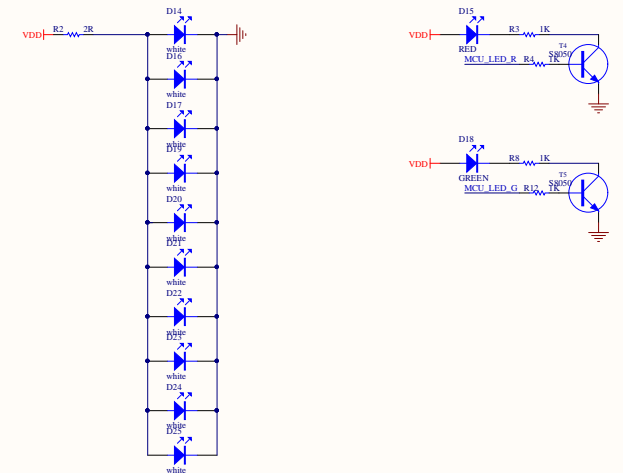 VDD R2 2R
D14
white
D16
white
D17
white
D19
white
D20
white
D21
white
D22
white
D23
white
D24
white
D25
white
D15
VDD R3 1K
RED
T4
S8050
MCU_LED_R R4 1K
D18
VDD R8 1K
GREEN
T5
S8050
MCU_LED_G R12 1K